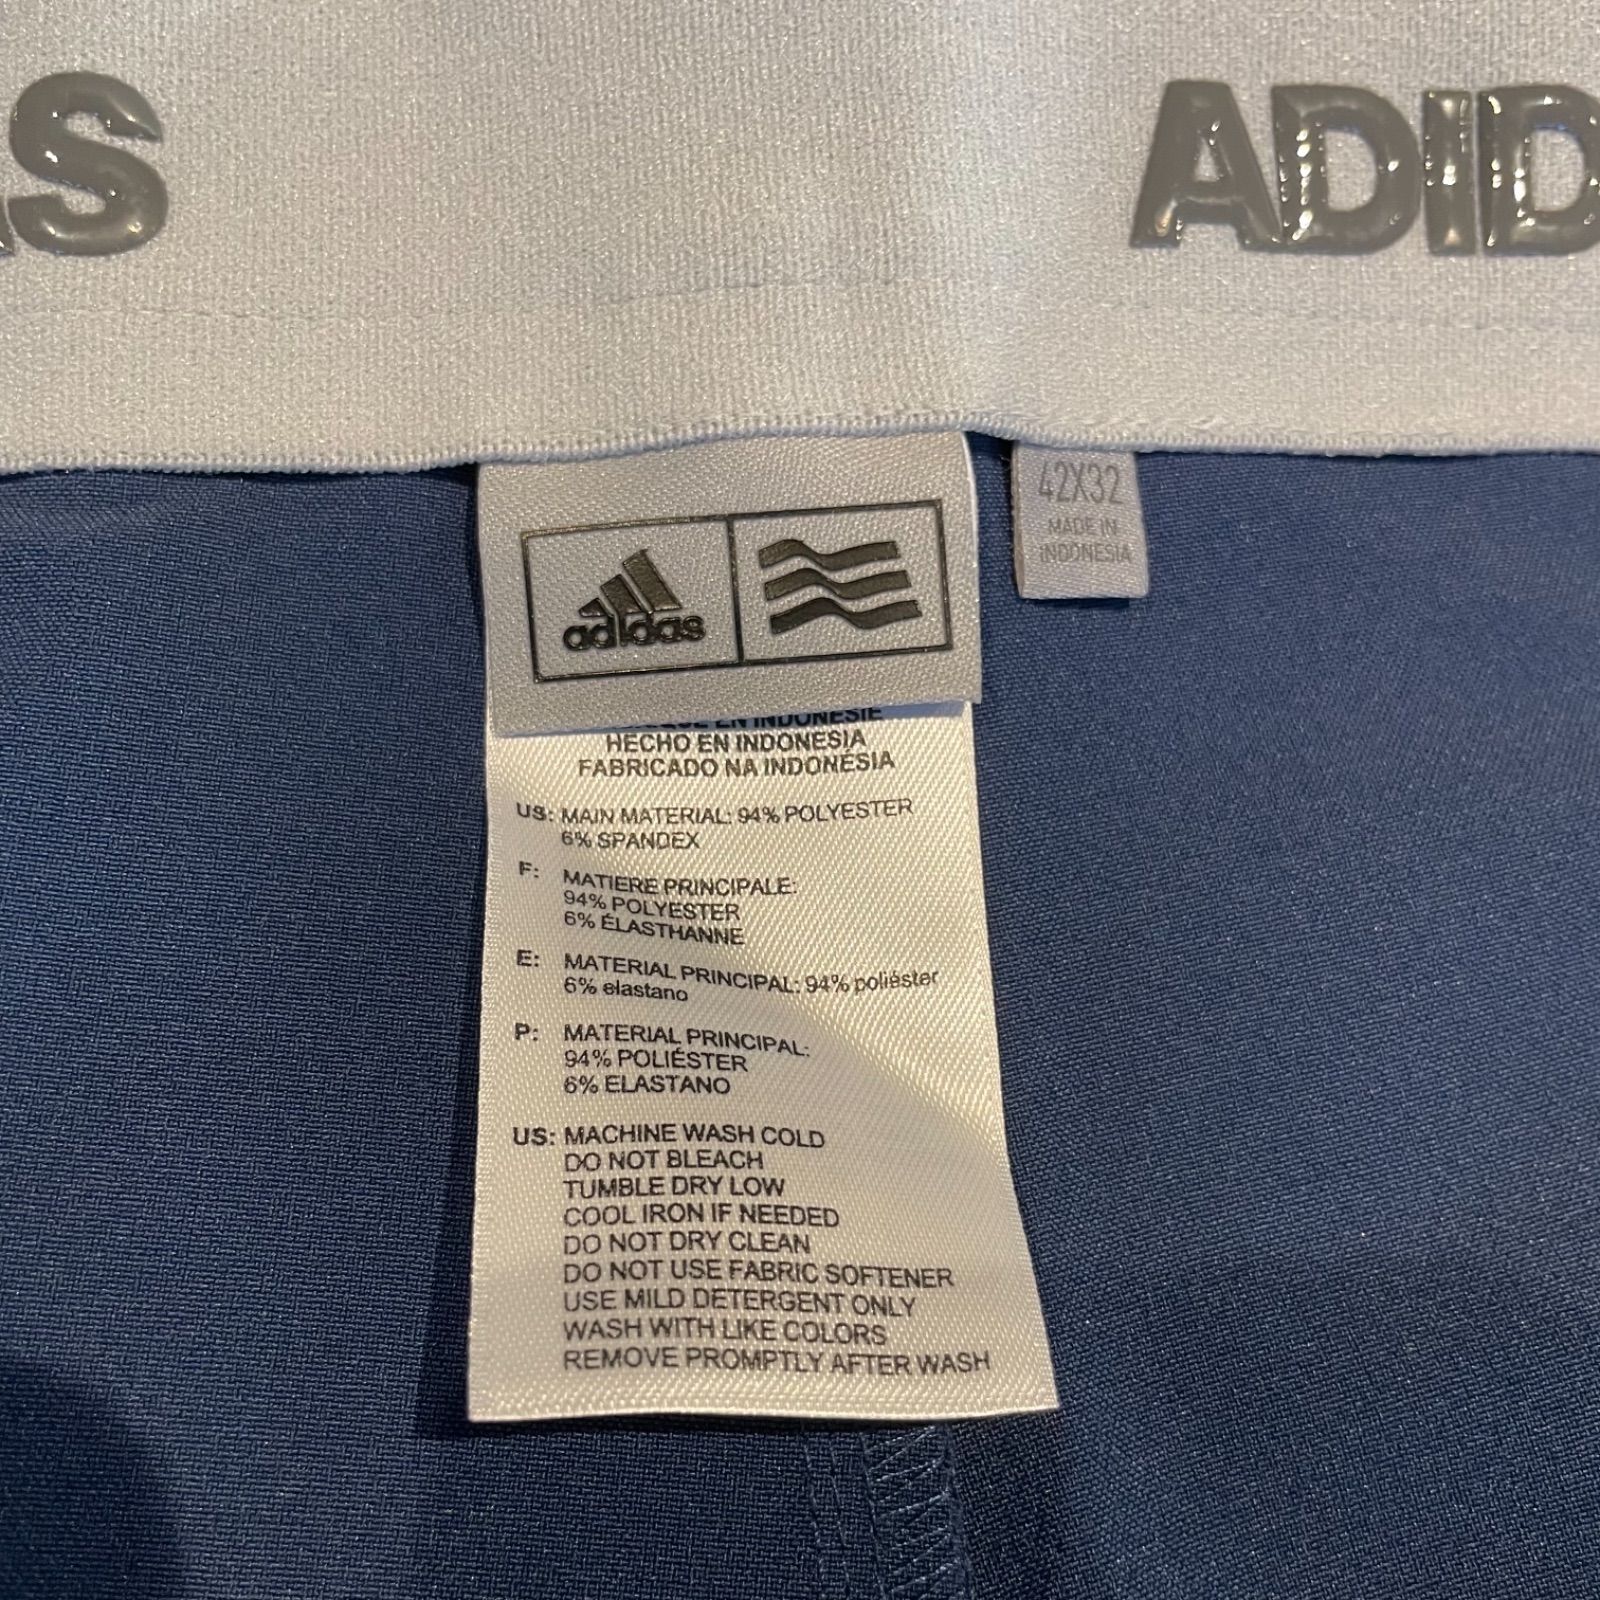 AS
ADID
adidas
42X32
MADE IN
INDONESIA
EN INDONESIE
HECHO EN INDONESIA
FABRICADO NA INDONÉSIA
US: MAIN MATERIAL: 94% POLYESTER
6% SPANDEX
F: MATIERE PRINCIPALE:
94% POLYESTER
6% ÉLASTHANNE
E: MATERIAL PRINCIPAL: 94% poliéster
6% elastano
P: MATERIAL PRINCIPAL:
94% POLIÉSTER
6% ELASTANO
US: MACHINE WASH COLD
DO NOT BLEACH
TUMBLE DRY LOW
COOL IRON IF NEEDED
DO NOT DRY CLEAN
DO NOT USE FABRIC SOFTENER
USE MILD DETERGENT ONLY
WASH WITH LIKE COLORS
REMOVE PROMPTLY AFTER WASH